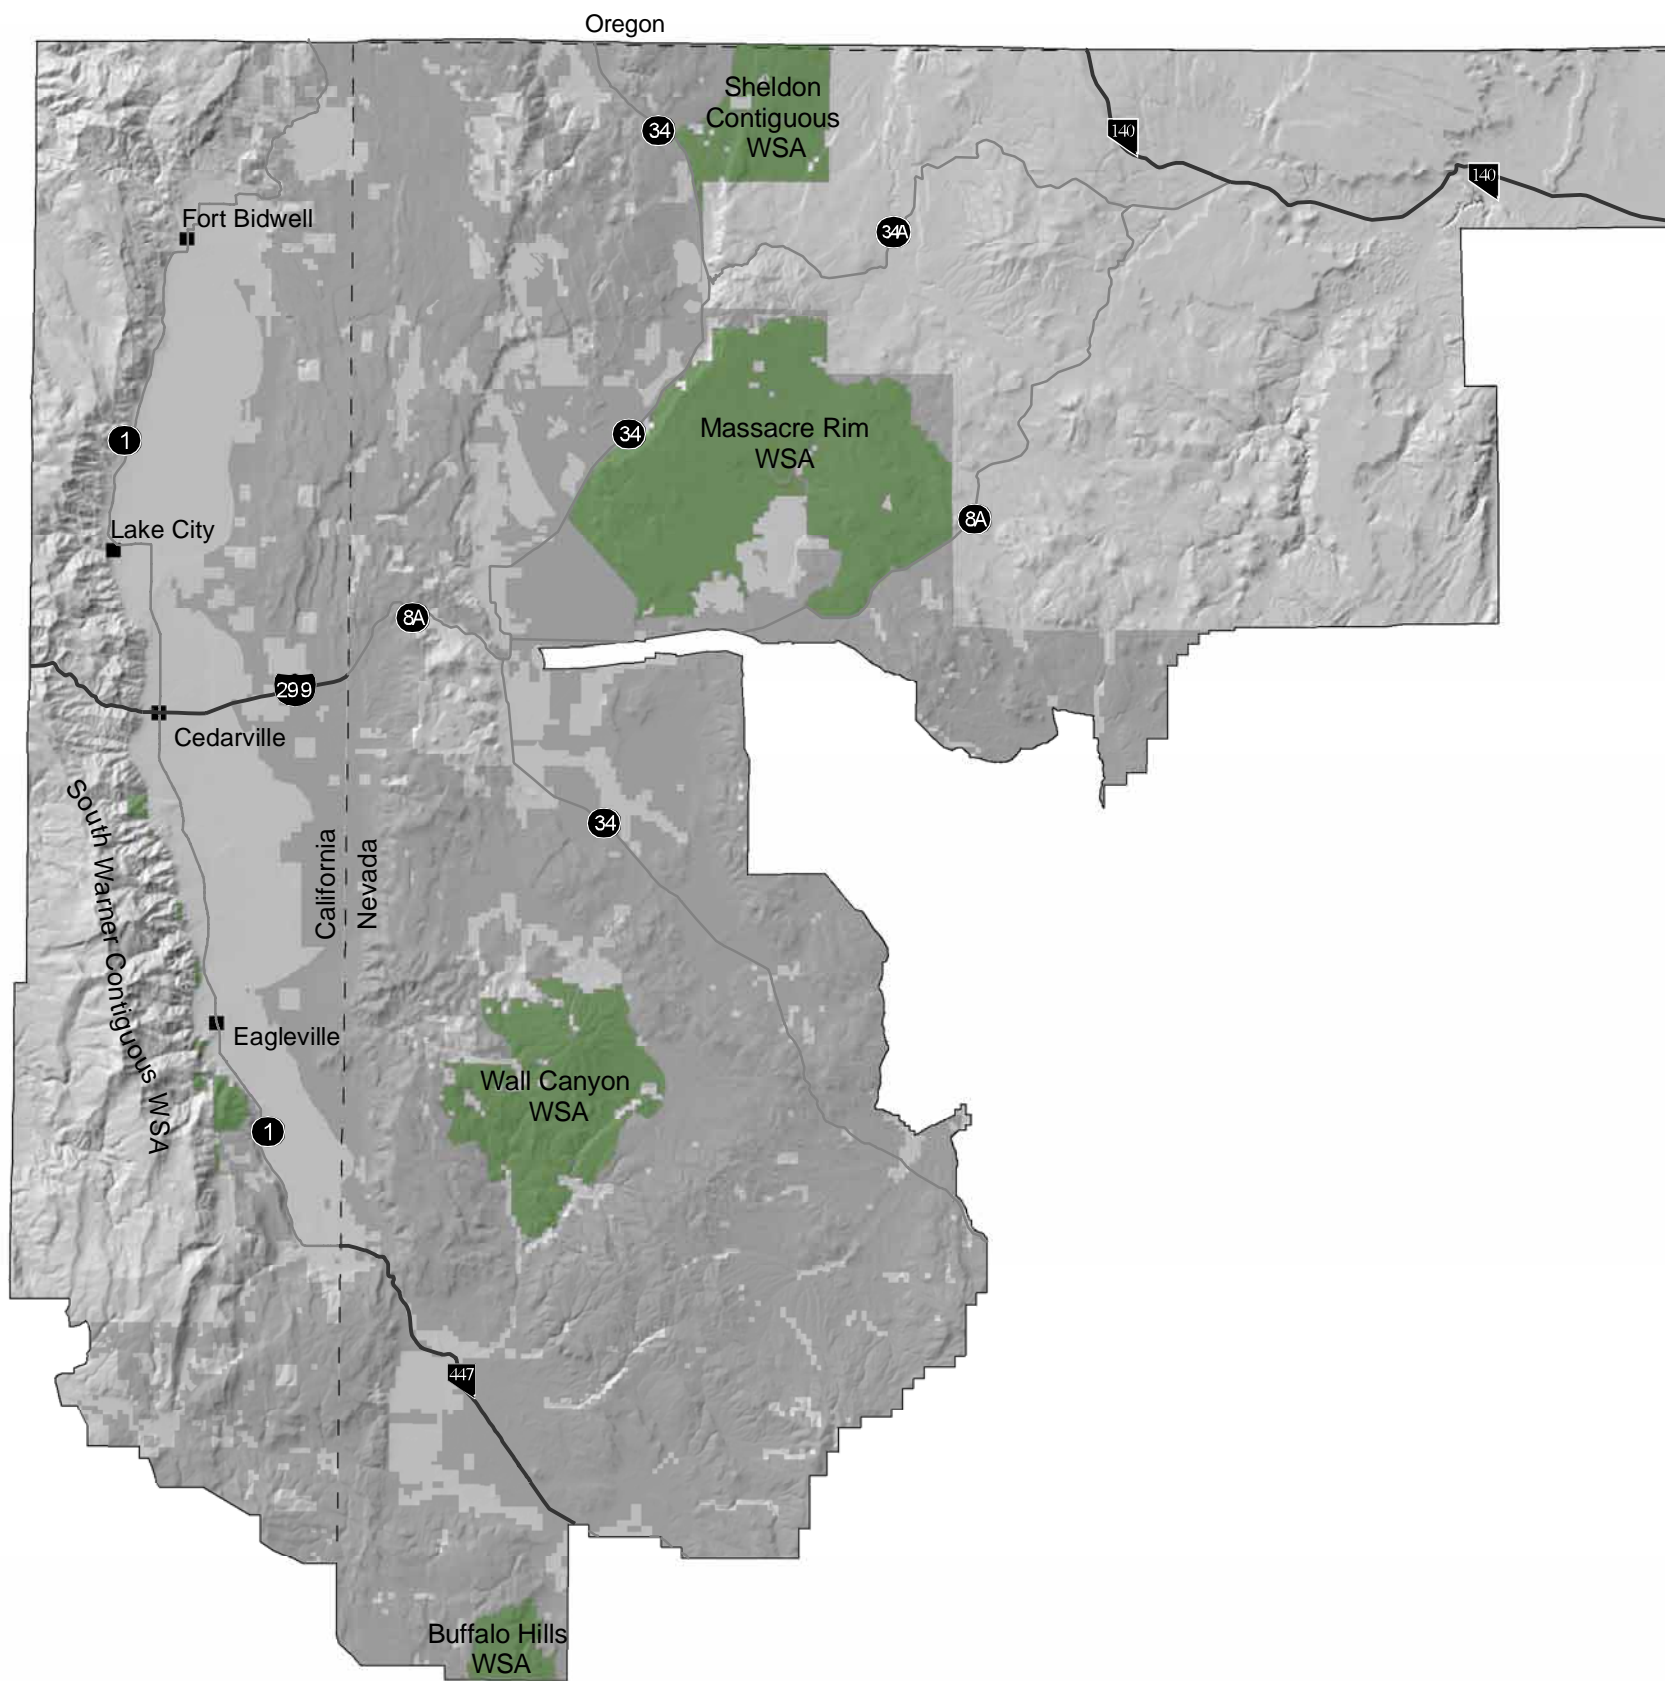 Oregon
Sheldon
Contiguous
WSA
34
140
140
Fort Bidwell
34A
1
34
Massacre Rim
WSA
8A
Lake City
8A
299
Cedarville
South Warner Contiguous WSA
34
California
Nevada
Eagleville
Wall Canyon
WSA
1
447
Buffalo Hills
WSA